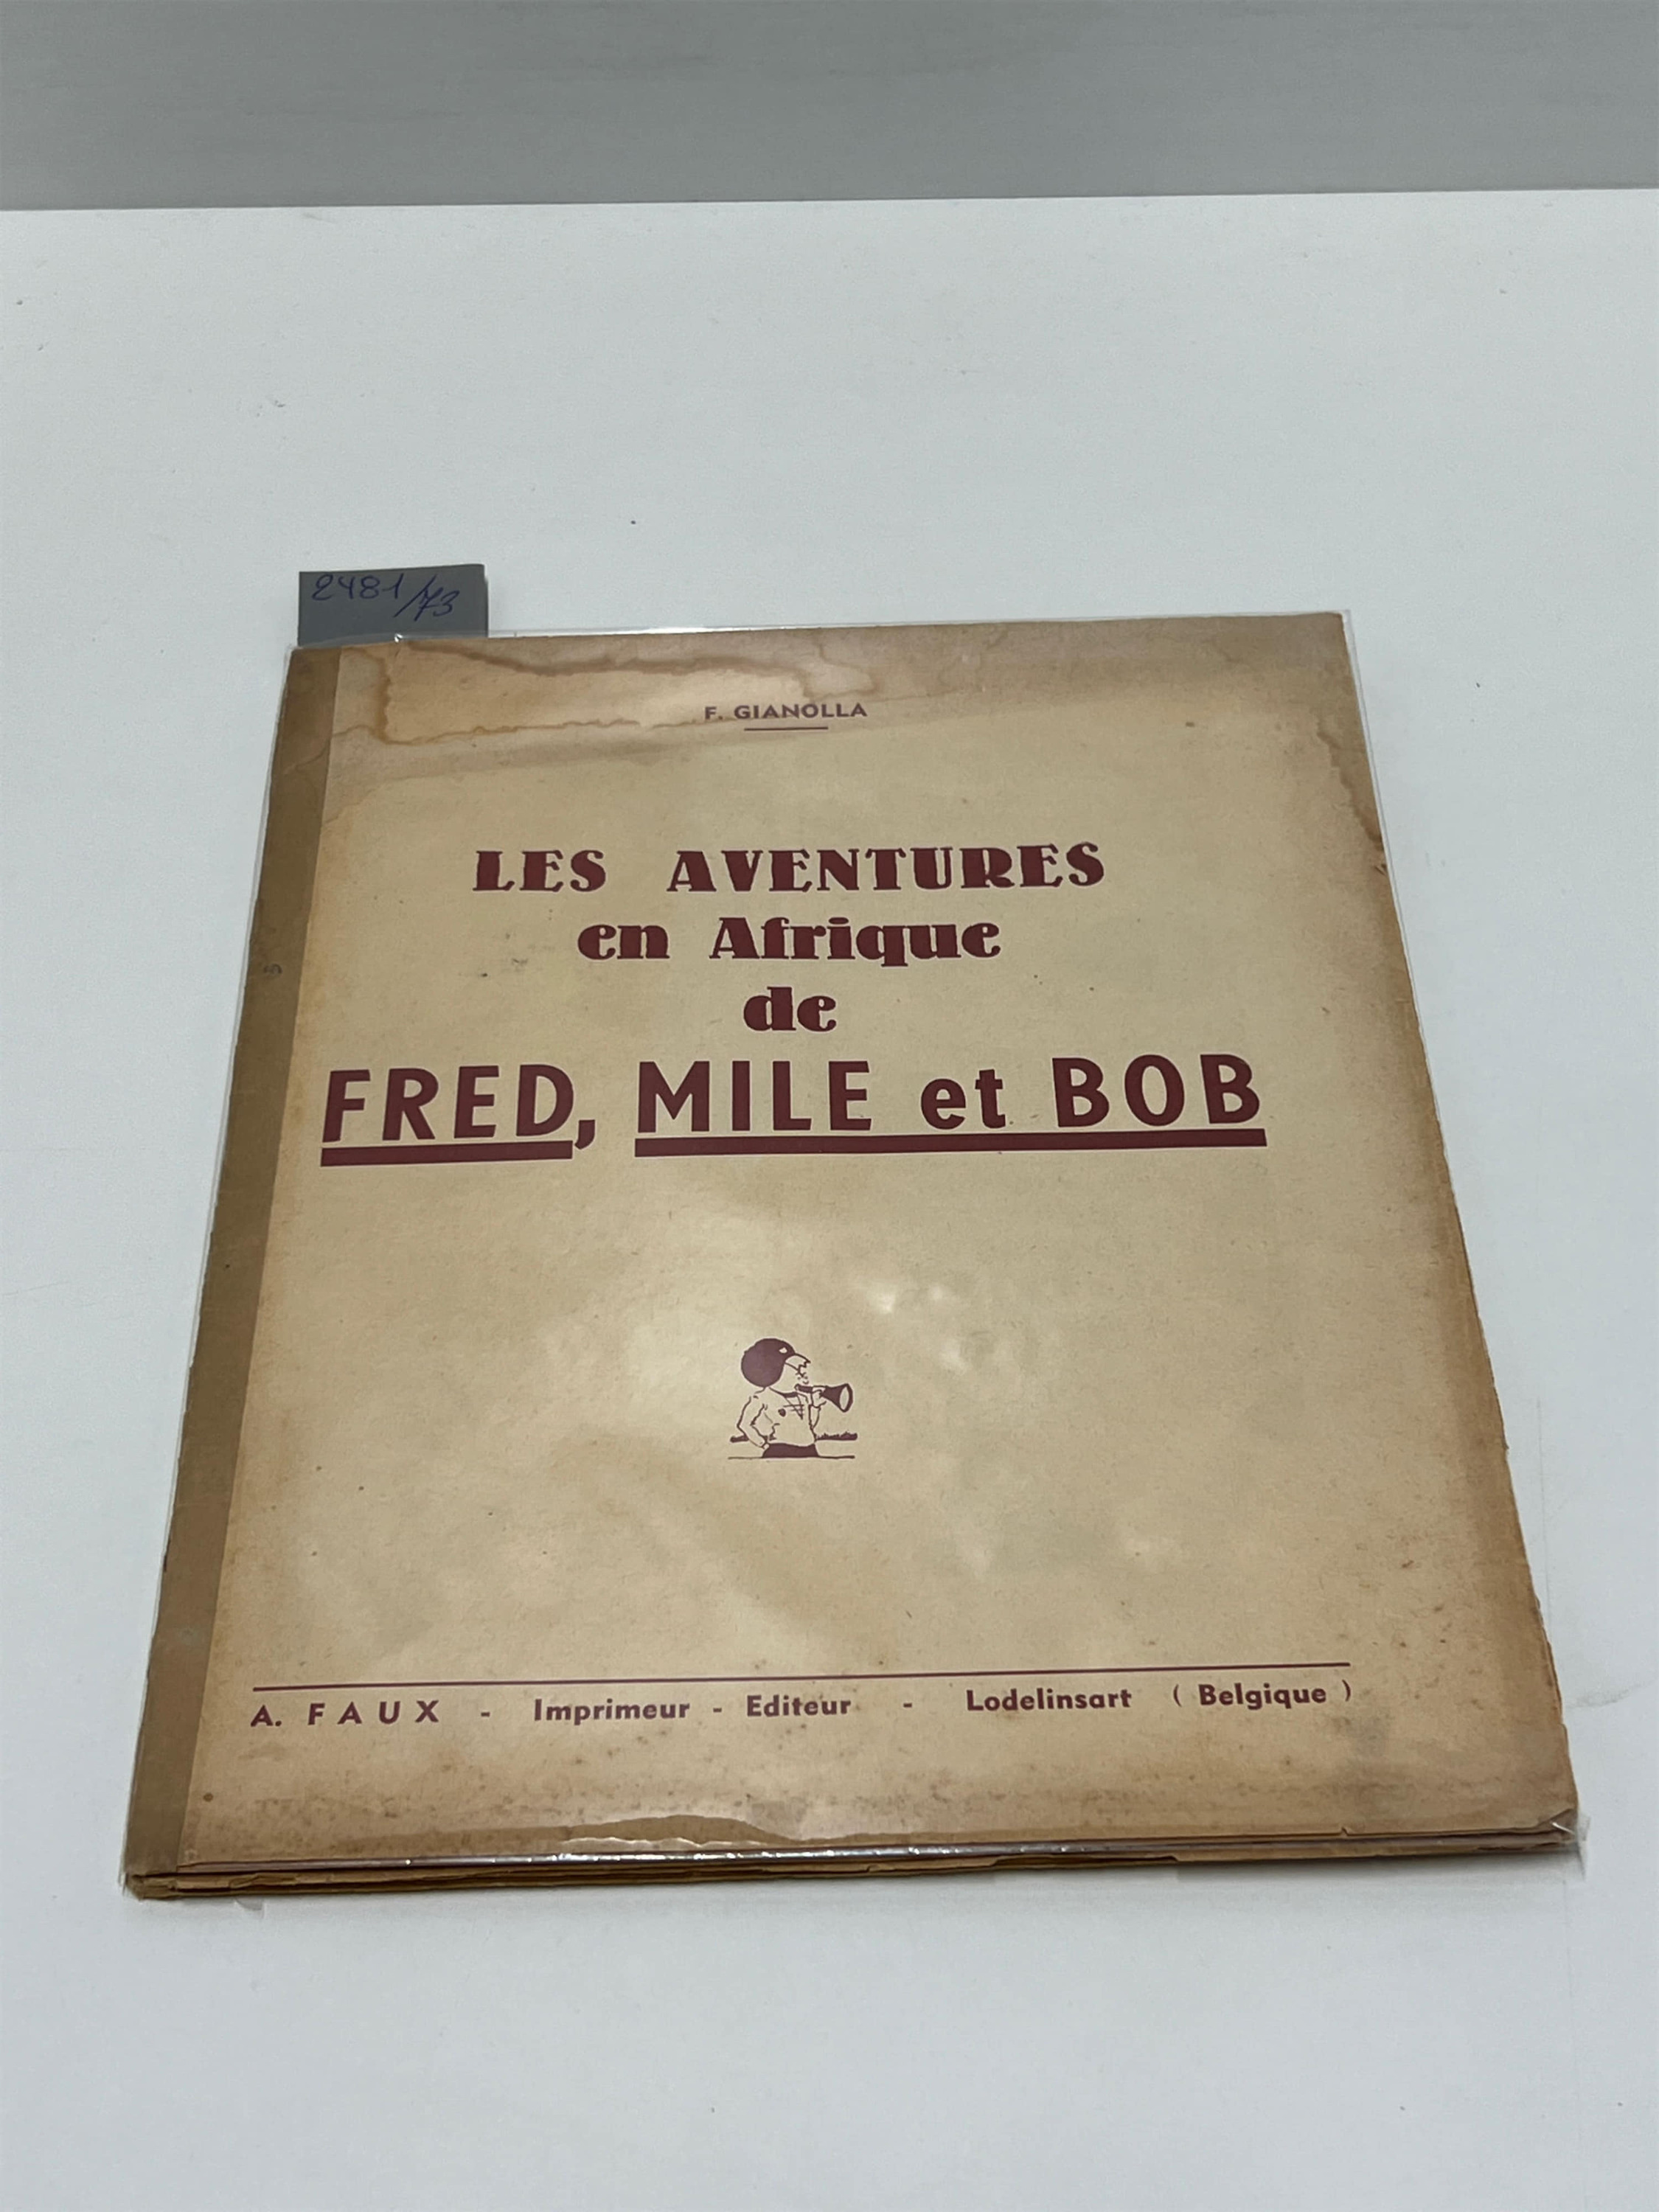 2481/73
F. GIANOLLA
LES AVENTURES
en Afrique
de
FRED, MILE et BOB
A. FAUX - Imprimeur - Editeur - Lodelinsart ( Belgique )